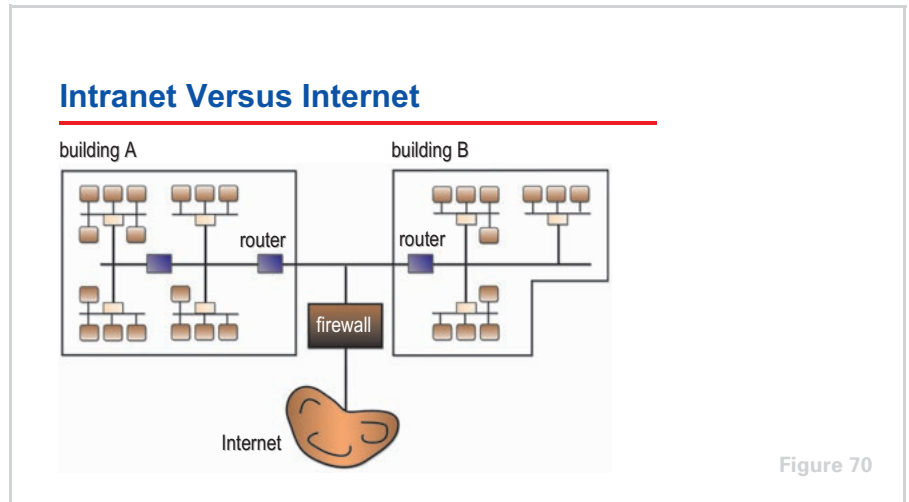 Intranet Versus Internet
building A
building B
router
router
firewall
Internet
Figure 70